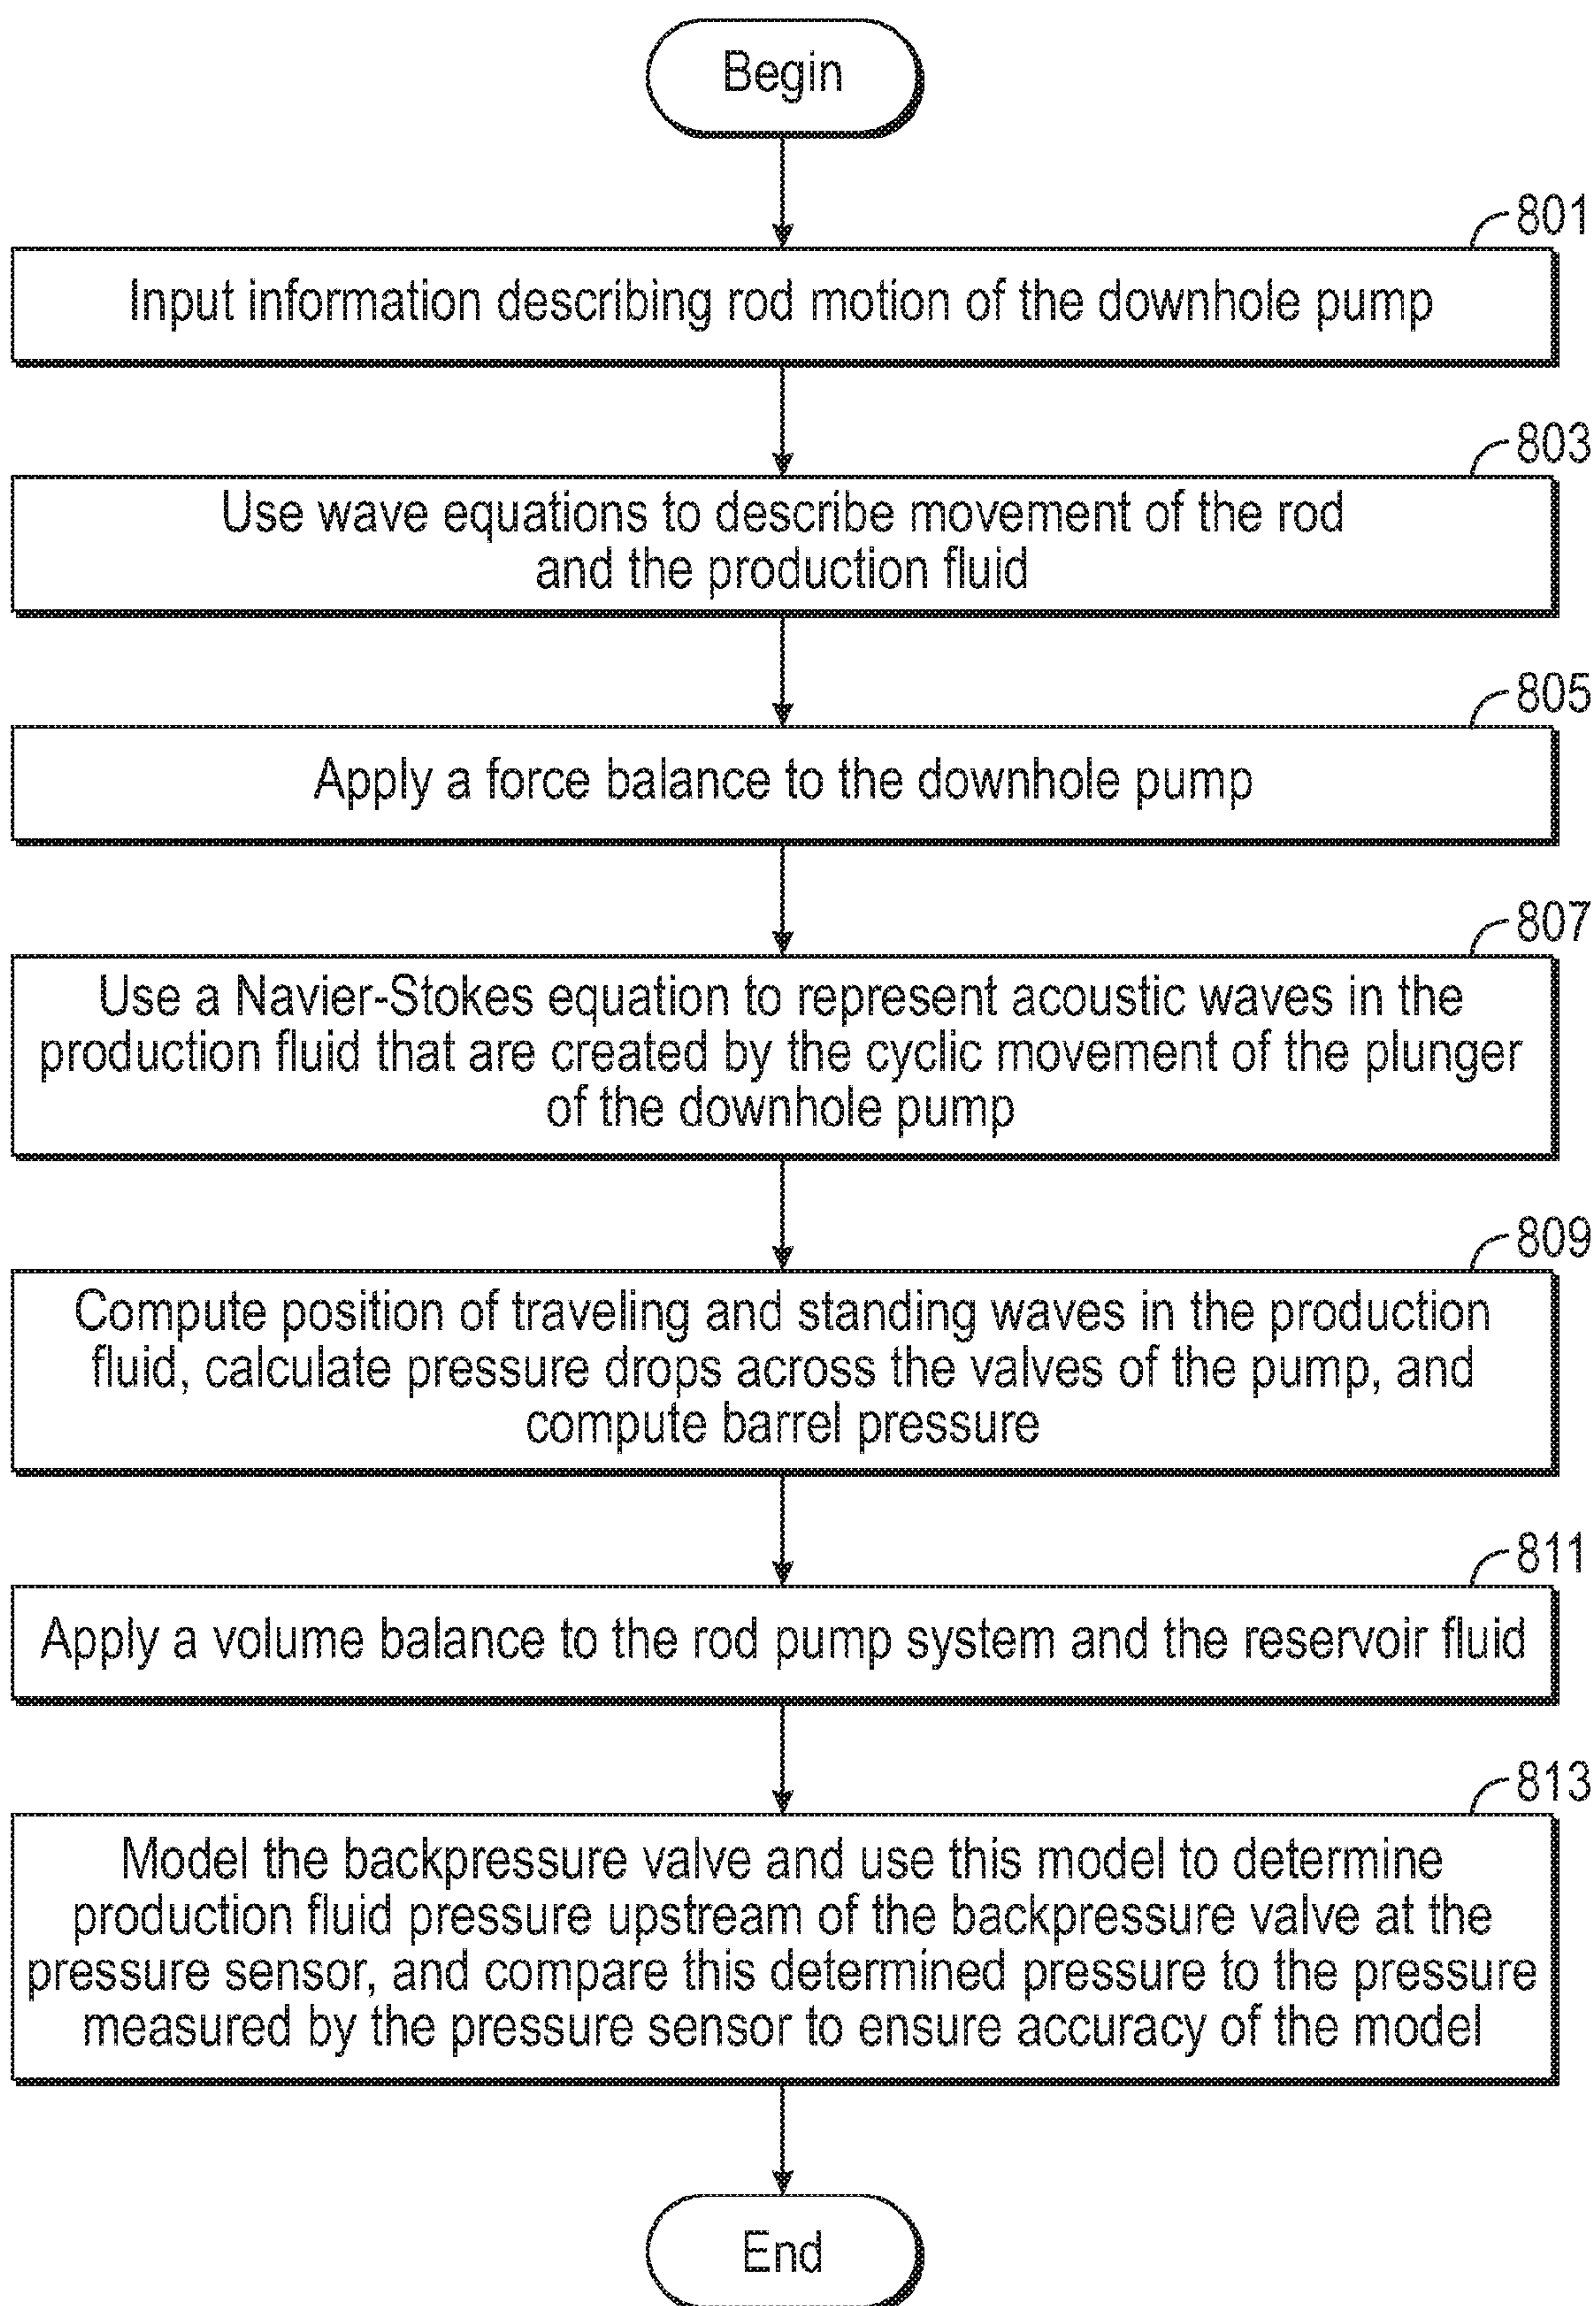 Begin
801
Input information describing rod motion of the downhole pump
803
Use wave equations to describe movement of the rod
and the production fluid
805
Apply a force balance to the downhole pump
807
Use a Navier-Stokes equation to represent acoustic waves in the
production fluid that are created by the cyclic movement of the plunger
of the downhole pump
809
Compute position of traveling and standing waves in the production
fluid, calculate pressure drops across the valves of the pump, and
compute barrel pressure
811
Apply a volume balance to the rod pump system and the reservoir fluid
813
Model the backpressure valve and use this model to determine
production fluid pressure upstream of the backpressure valve at the
pressure sensor, and compare this determined pressure to the pressure
measured by the pressure sensor to ensure accuracy of the model
End